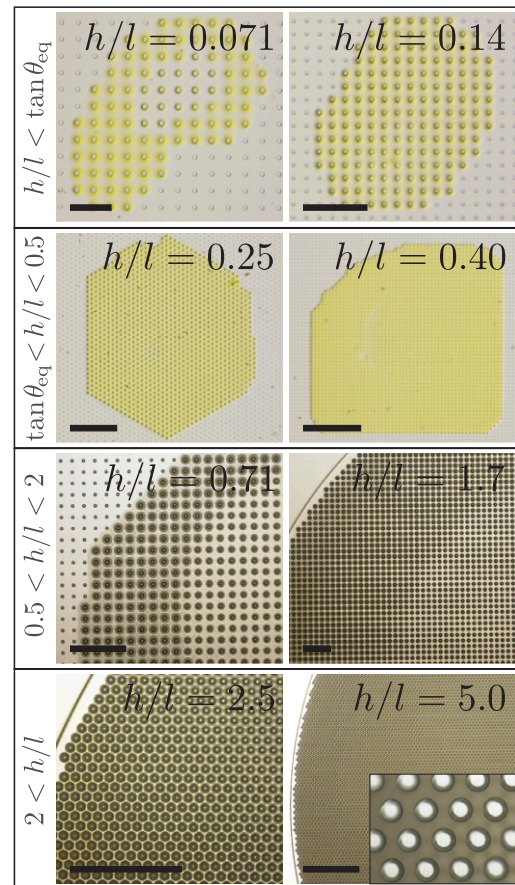 h/l < tanθ_eq
h/l = 0.071
h/l = 0.14
tanθ_eq < h/l < 0.5
h/l = 0.25
h/l = 0.40
0.5 < h/l < 2
h/l = 0.71
h/l = 1.7
2 < h/l
h/l = 2.5
h/l = 5.0